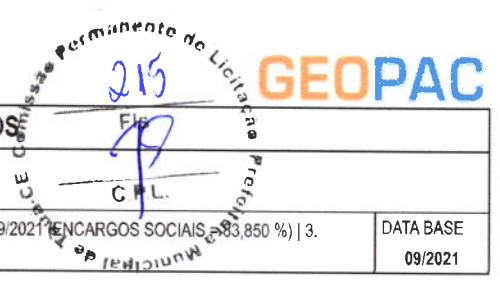 Comissão Permanente de Licitação Prefeitura Municipal de Tauá-CE
215
GEOPAC
OS
Fls
C.P.L.
9/2021 (ENCARGOS SOCIAIS = 83,850 %) | 3.
DATA BASE
09/2021